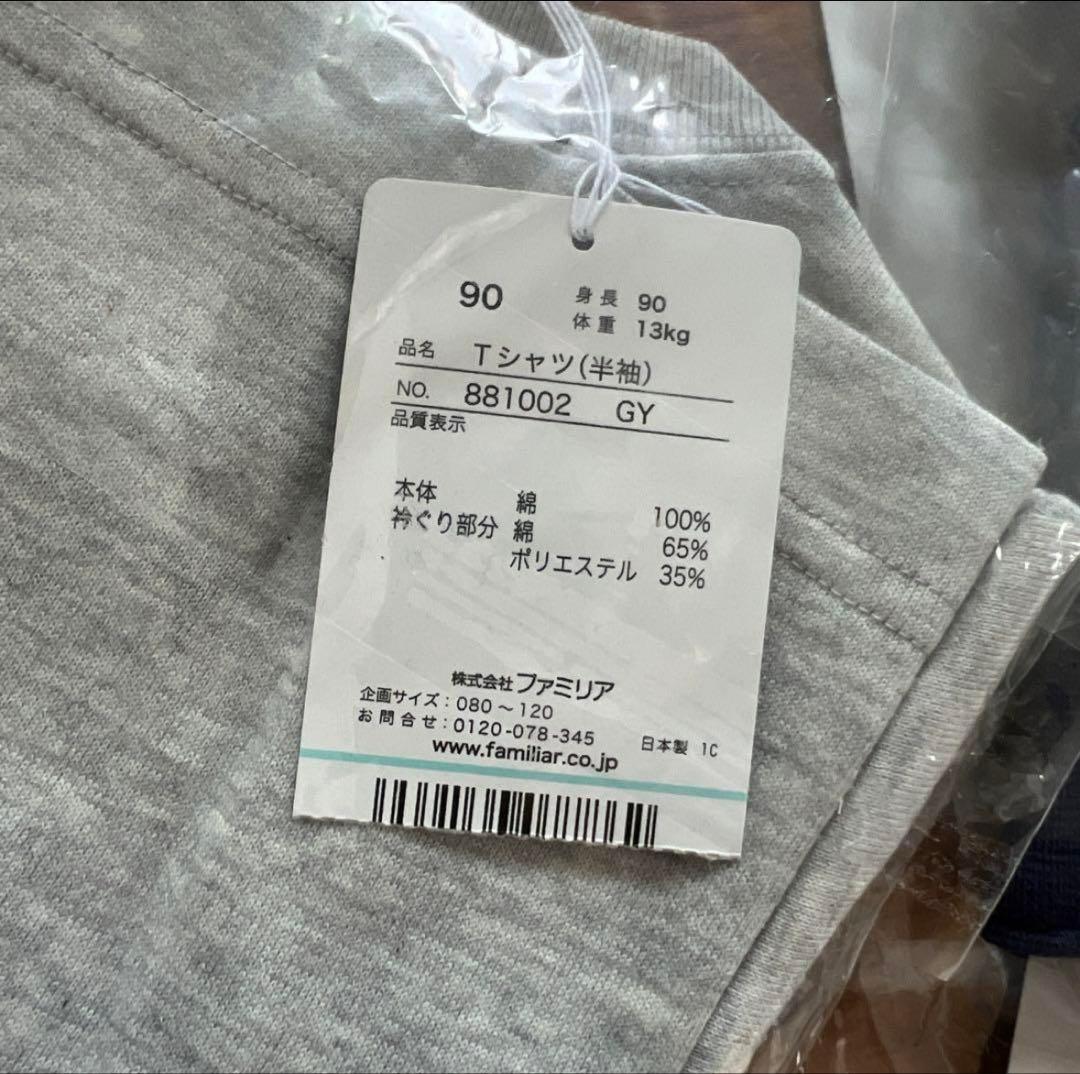 90 身長 90
体重 13kg
品名 Tシャツ(半袖)
NO. 881002 GY
品質表示
本体 綿 100%
衿ぐり部分 綿 65%
ポリエステル 35%
株式会社ファミリア
企画サイズ:080～120
お問合せ:0120-078-345 日本製 1C
www.familiar.co.jp